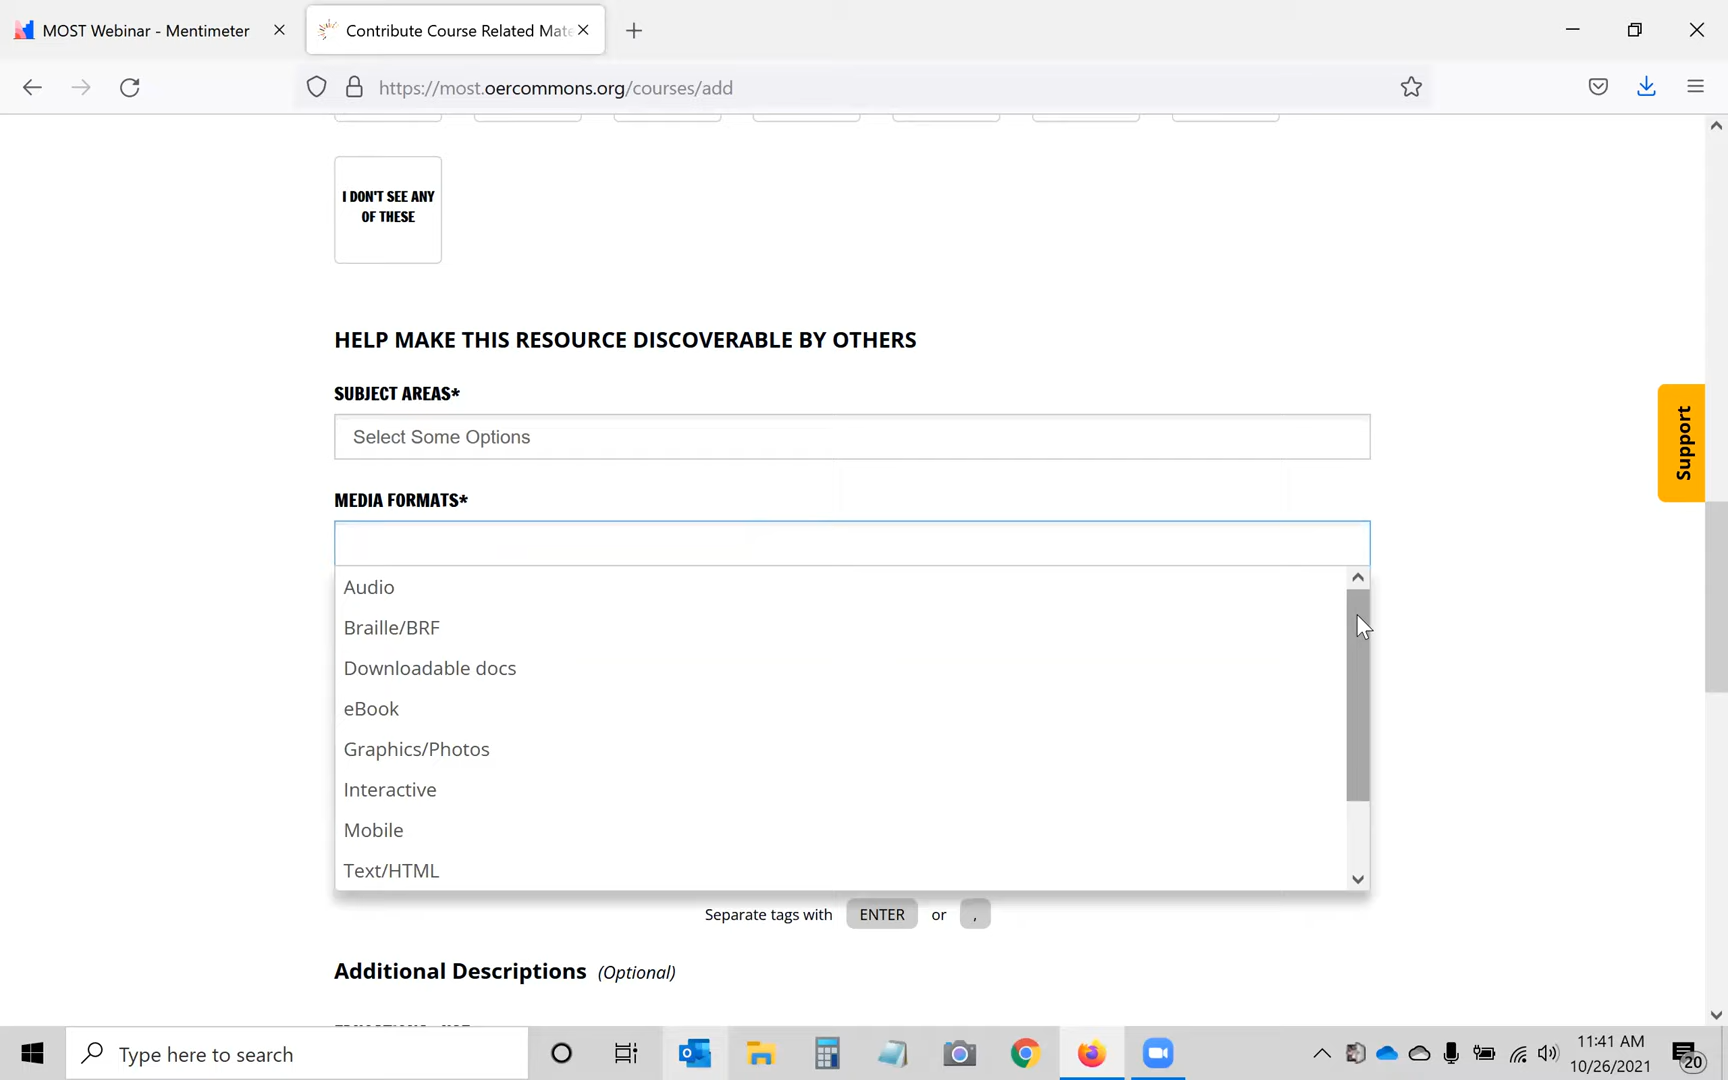 MOST Webinar - Mentimeter
Contribute Course Related Mate
https://most.oercommons.org/courses/add
I DON'T SEE ANY
OF THESE
HELP MAKE THIS RESOURCE DISCOVERABLE BY OTHERS
SUBJECT AREAS*
Select Some Options
Support
MEDIA FORMATS*
Audio
Braille/BRF
Downloadable docs
eBook
Graphics/Photos
Interactive
Mobile
Text/HTML
Separate tags with ENTER or ,
Additional Descriptions (Optional)
Type here to search
11:41 AM
10/26/2021
20